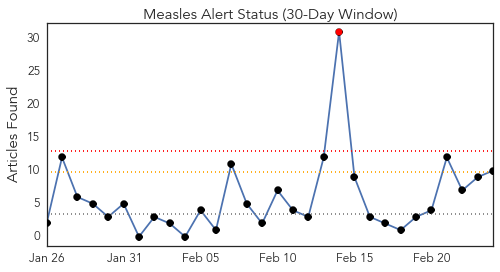 Measles Alert Status (30-Day Window)
Articles Found
30
25
20
15
10
5
0
Jan 26 Jan 31 Feb 05 Feb 10 Feb 15 Feb 20